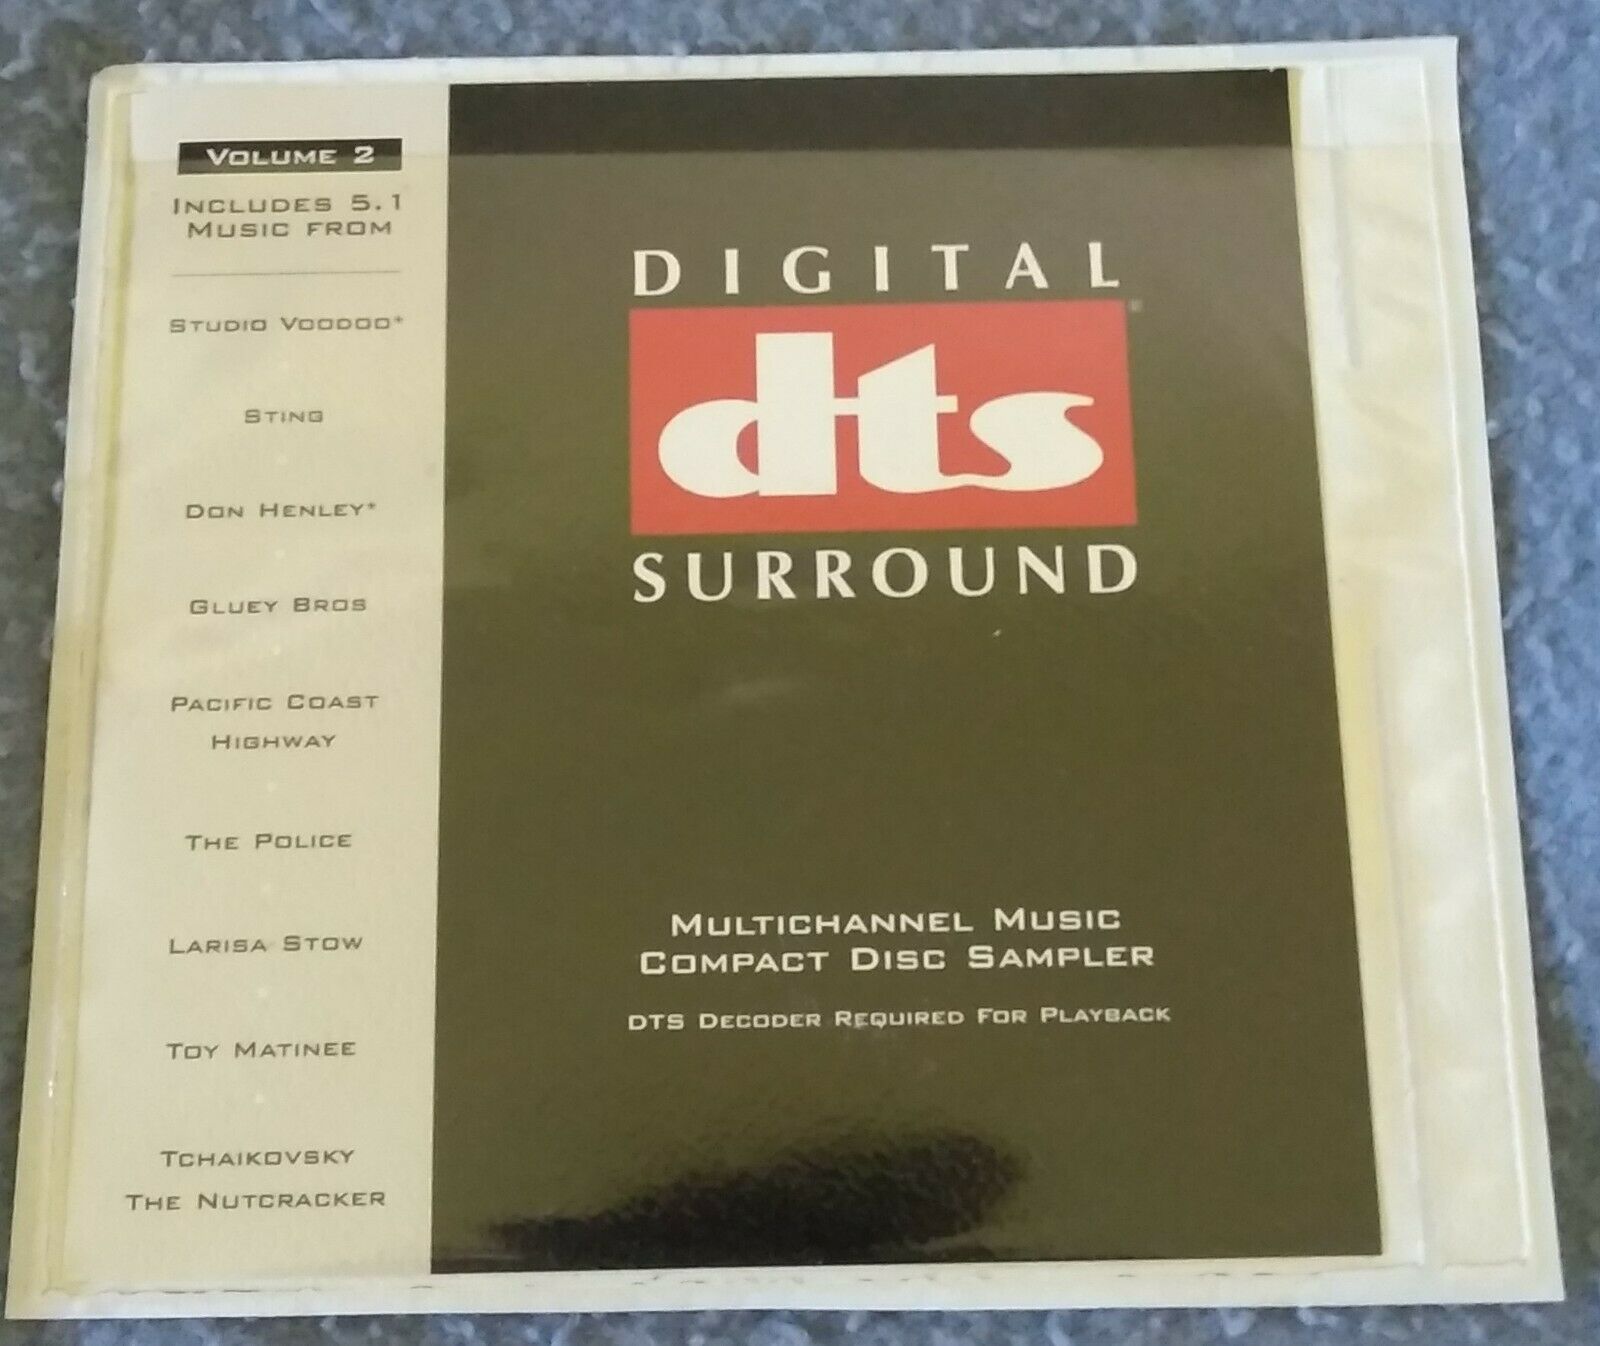 VOLUME 2
INCLUDES 5.1
MUSIC FROM
STUDIO VOODOO*
STING
DON HENLEY*
GLUEY BROS
PACIFIC COAST
HIGHWAY
THE POLICE
LARISA STOW
TOY MATINEE
TCHAIKOVSKY
THE NUTCRACKER
DIGITAL
dts®
SURROUND
MULTICHANNEL MUSIC
COMPACT DISC SAMPLER
DTS DECODER REQUIRED FOR PLAYBACK